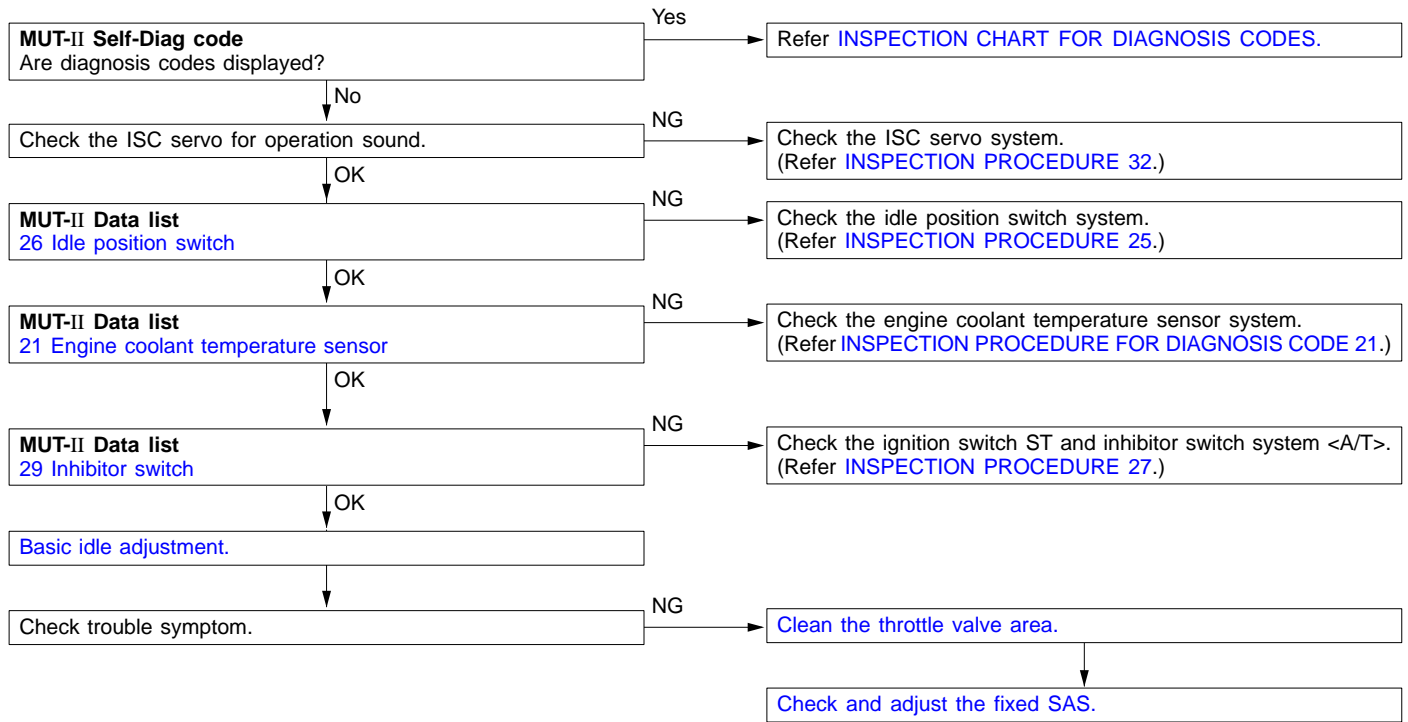 MUT-II Self-Diag code
Are diagnosis codes displayed?
Yes
Refer INSPECTION CHART FOR DIAGNOSIS CODES.
No
Check the ISC servo for operation sound.
NG
Check the ISC servo system.
(Refer INSPECTION PROCEDURE 32.)
OK
MUT-II Data list
26 Idle position switch
NG
Check the idle position switch system.
(Refer INSPECTION PROCEDURE 25.)
OK
MUT-II Data list
21 Engine coolant temperature sensor
NG
Check the engine coolant temperature sensor system.
(Refer INSPECTION PROCEDURE FOR DIAGNOSIS CODE 21.)
OK
MUT-II Data list
29 Inhibitor switch
NG
Check the ignition switch ST and inhibitor switch system <A/T>.
(Refer INSPECTION PROCEDURE 27.)
OK
Basic idle adjustment.
Check trouble symptom.
NG
Clean the throttle valve area.
Check and adjust the fixed SAS.